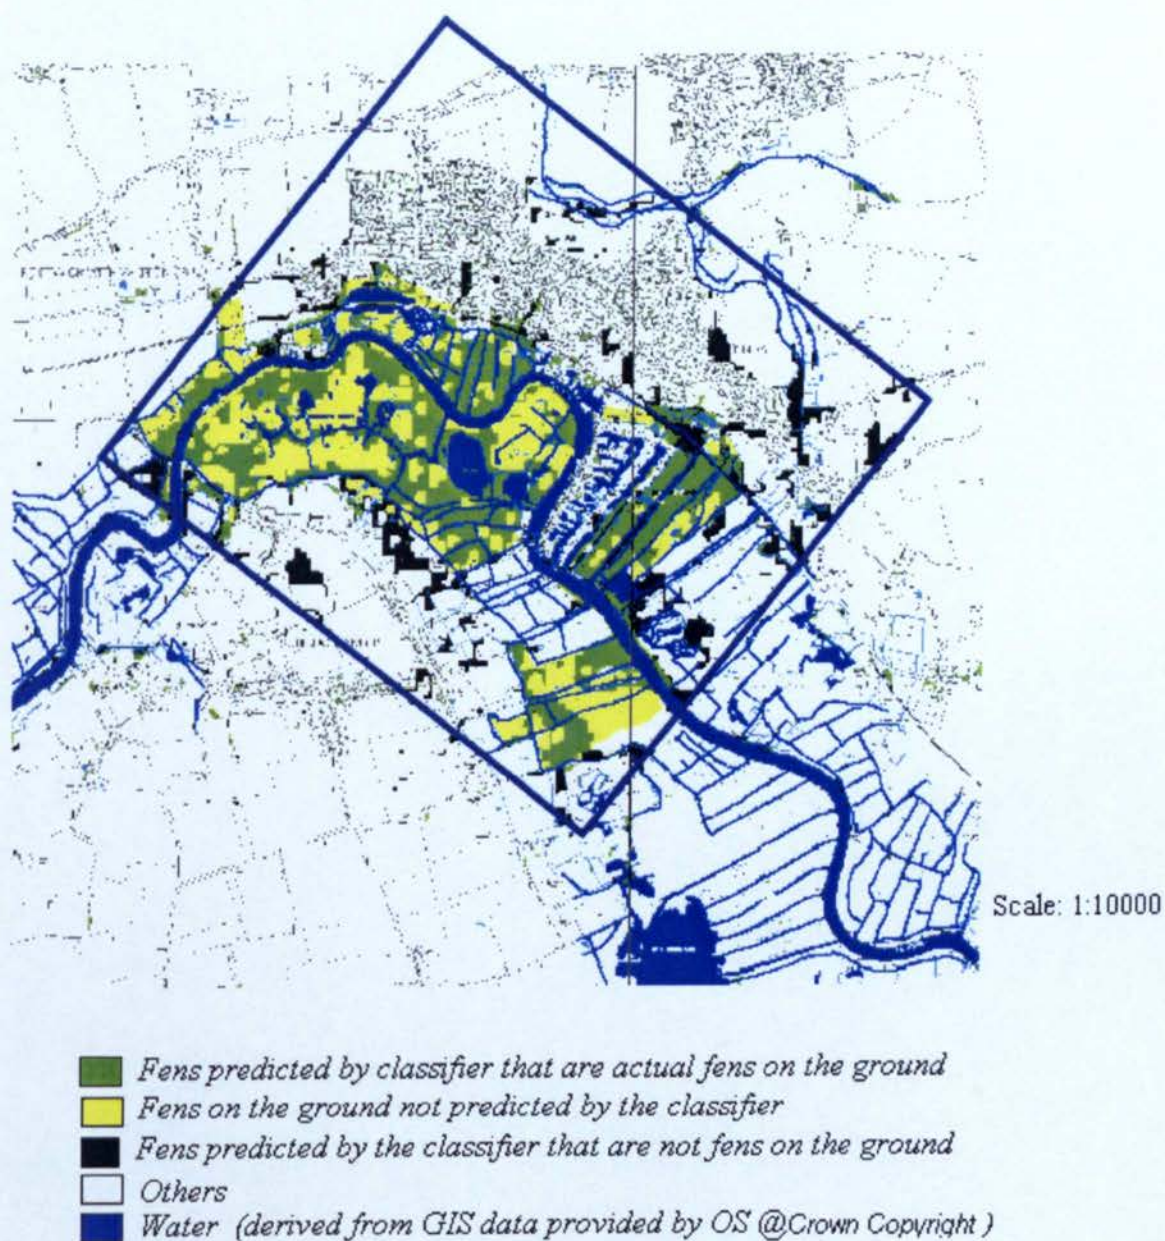 Scale: 1:10000
Fens predicted by classifier that are actual fens on the ground
Fens on the ground not predicted by the classifier
Fens predicted by the classifier that are not fens on the ground
Others
Water (derived from GIS data provided by OS @Crown Copyright )